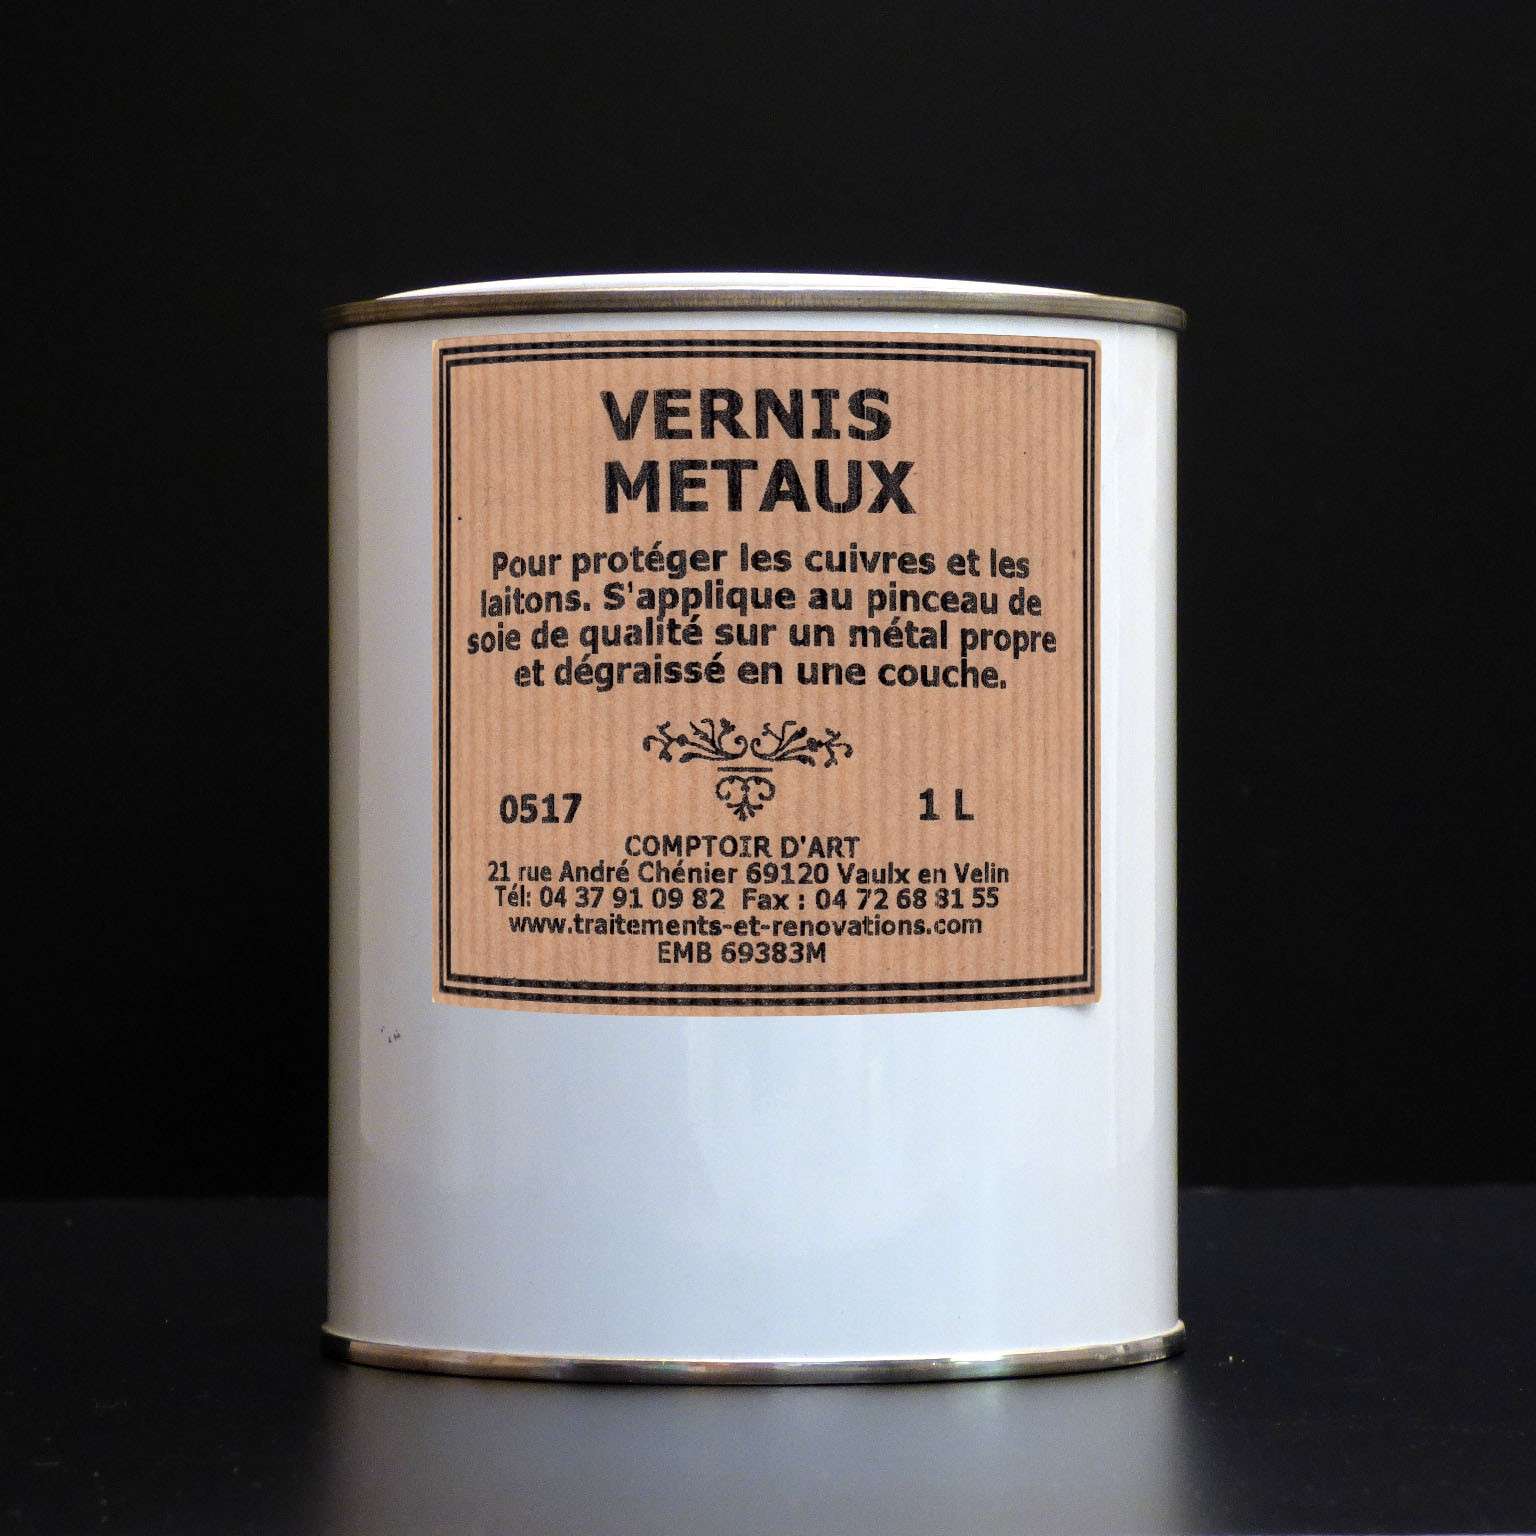 VERNIS
METAUX
Pour protéger les cuivres et les
laitons. S'applique au pinceau de
soie de qualité sur un métal propre
et dégraissé en une couche.
0517 1 L
COMPTOIR D'ART
21 rue André Chénier 69120 Vaulx en Velin
Tél: 04 37 91 09 82 Fax : 04 72 68 81 55
www.traitements-et-renovations.com
EMB 69383M